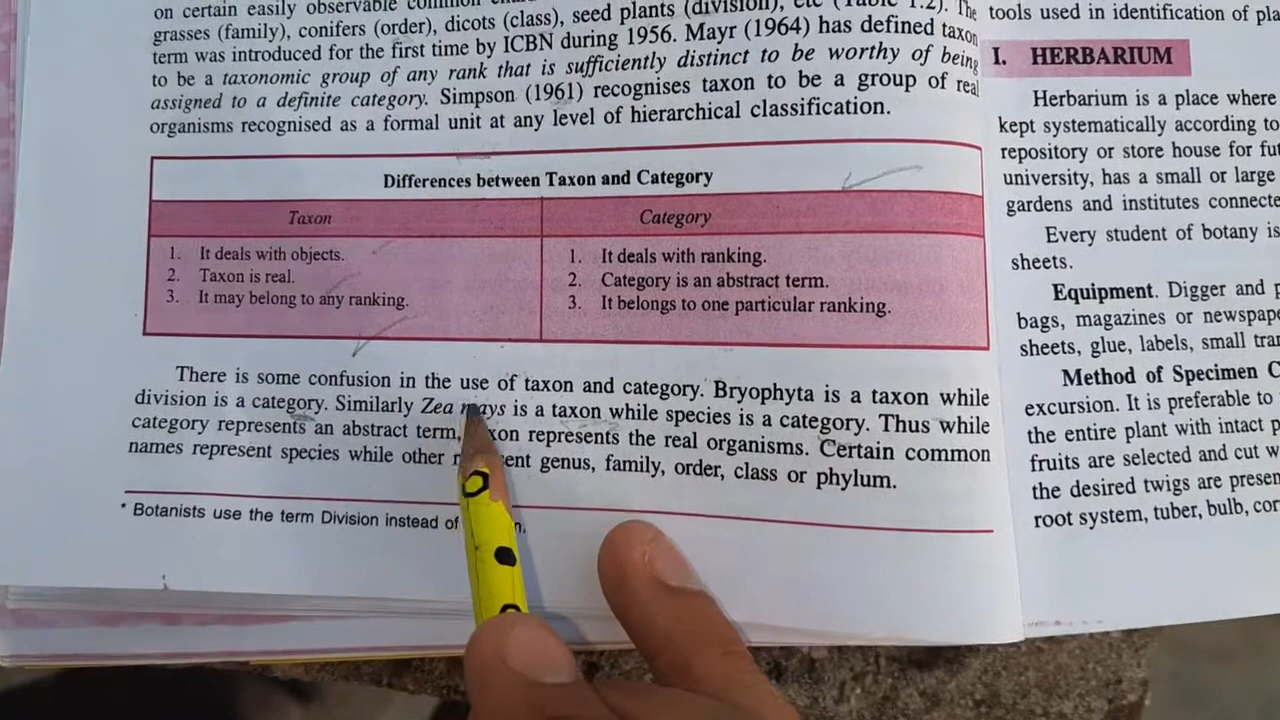 on certain easily observable common
grasses (family), conifers (order), dicots (class), seed plants (division), etc (Table 1.2). The
term was introduced for the first time by ICBN during 1956. Mayr (1964) has defined taxon
to be a taxonomic group of any rank that is sufficiently distinct to be worthy of being
assigned to a definite category. Simpson (1961) recognises taxon to be a group of real
organisms recognised as a formal unit at any level of hierarchical classification.
Differences between Taxon and Category
Taxon
1. It deals with objects.
2. Taxon is real.
3. It may belong to any ranking.
Category
1. It deals with ranking.
2. Category is an abstract term.
3. It belongs to one particular ranking.
There is some confusion in the use of taxon and category. Bryophyta is a taxon while
division is a category. Similarly Zea mays is a taxon while species is a category. Thus while
category represents an abstract term, represents the real organisms. Certain common
names represent species while other genus, family, order, class or phylum.
* Botanists use the term Division instead of
tools used in identification of
I. HERBARIUM
Herbarium is a place where
kept systematically according to
repository or store house for
university, has a small or large
gardens and institutes
Every student of botany is
sheets.
Equipment. Digger and
bags, magazines or
sheets, glue, labels, small
Method of Specimen
excursion. It is preferable to
the entire plant with intact
fruits are selected and cut
the desired twigs are
root system, tuber, bulb,